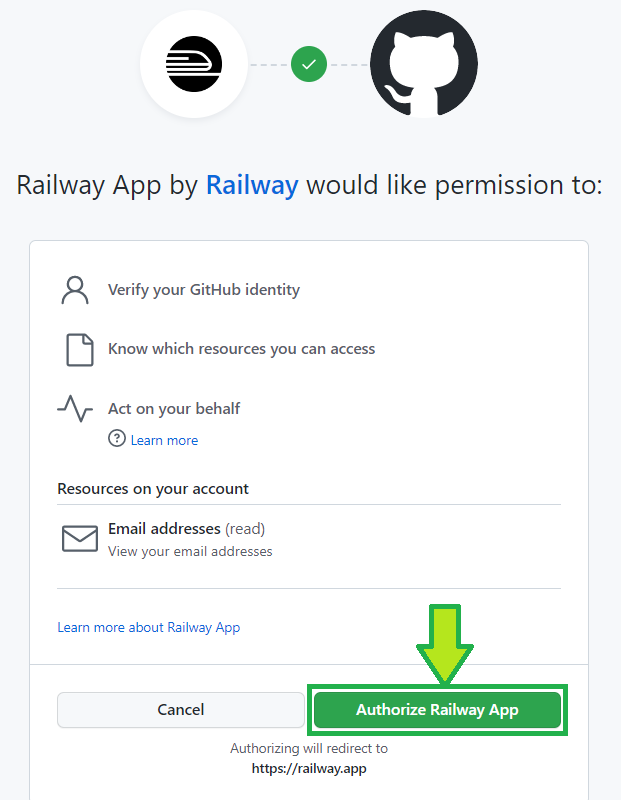 Railway App by Railway would like permission to:
Verify your GitHub identity
Know which resources you can access
Act on your behalf
Learn more
Resources on your account
Email addresses (read)
View your email addresses
Learn more about Railway App
Cancel
Authorize Railway App
Authorizing will redirect to
https://railway.app